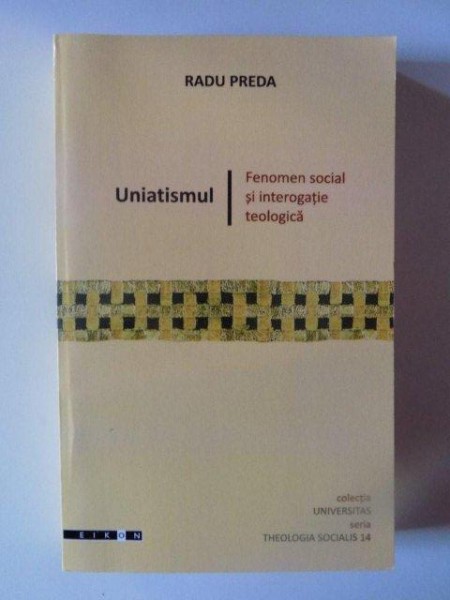 RADU PREDA
Uniatismul
Fenomen social
și interogație
teologică
colecția
UNIVERSITAS
seria
THEOLOGIA SOCIALIS 14
EIKON